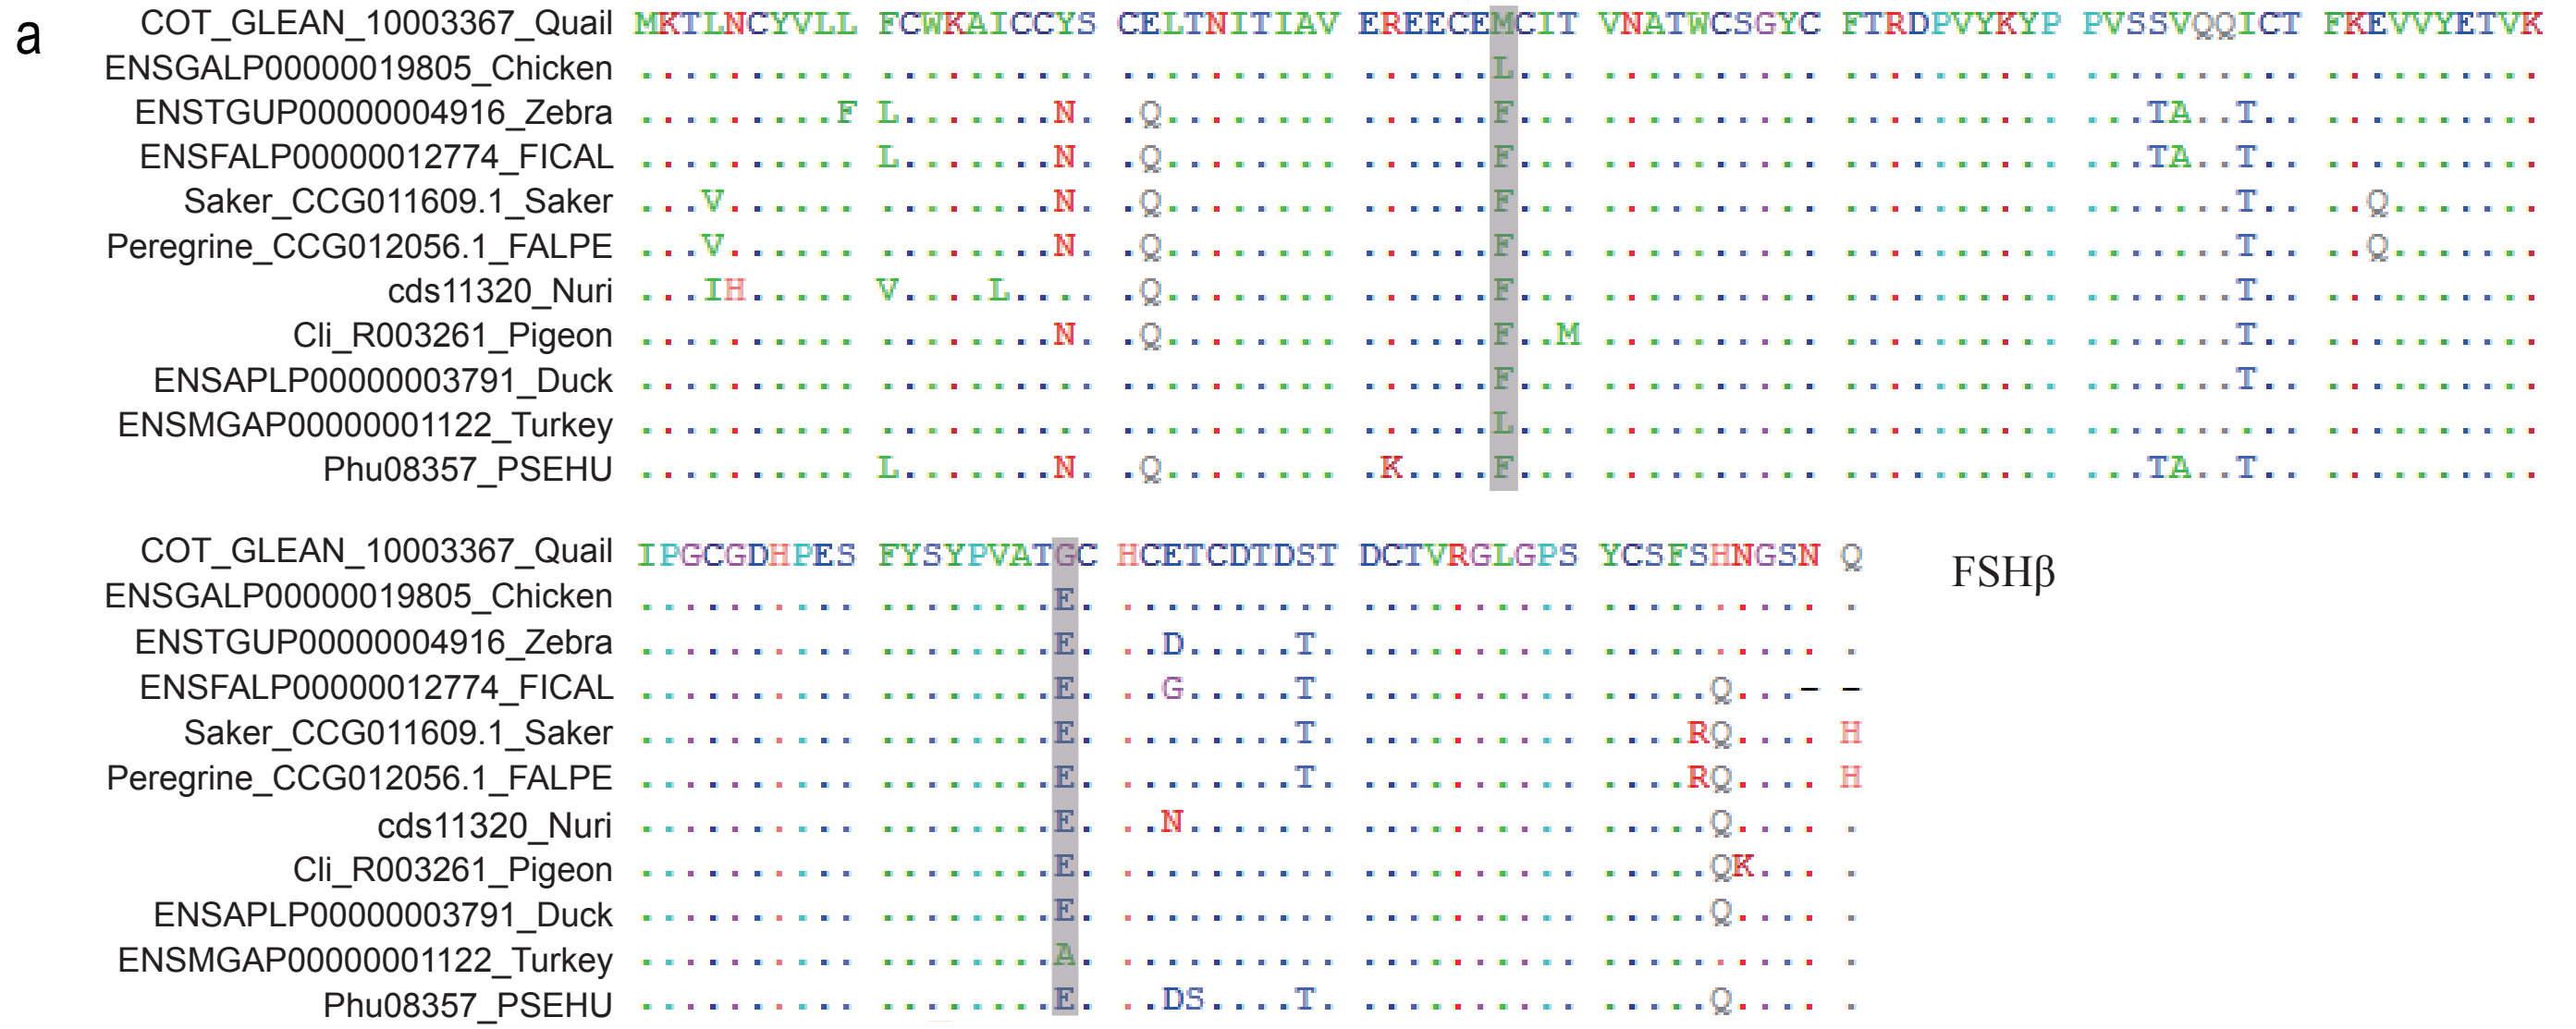 a
COT_GLEAN_10003367_Quail MKTLNCYVLL FCWKAICCYS CELTNITIAV EREECEMCIT VNATWCSGYC FTRDPVYKYP PVSSVQQICT FKEVVYETVK
ENSGALP00000019805_Chicken .......... .......... .......... ......L... .......... .......... .......... ..........
ENSTGUP00000004916_Zebra .........F L.......N. .Q........ ......F... .......... .......... ...TA..T.. ..........
ENSFALP00000012774_FICAL .......... L.......N. .Q........ ......F... .......... .......... ...TA..T.. ..........
Saker_CCG011609.1_Saker ...V...... ........N. .Q........ ......F... .......... .......... .......T.. ..Q.......
Peregrine_CCG012056.1_FALPE ...V...... ........N. .Q........ ......F... .......... .......... .......T.. ..Q.......
cds11320_Nuri ...IH..... V....L.... .Q........ ......F... .......... .......... .......T.. ..........
Cli_R003261_Pigeon .......... ........N. .Q........ ......F..M .......... .......... .......T.. ..........
ENSAPLP00000003791_Duck .......... .......... .......... ......F... .......... .......... .......T.. ..........
ENSMGAP00000001122_Turkey .......... .......... .......... ......L... .......... .......... .......... ..........
Phu08357_PSEHU .......... L.......N. .Q........ .K....F... .......... .......... ...TA..T.. ..........
COT_GLEAN_10003367_Quail IPGCGDHPES FYSYPVATGC HCETCDTDST DCTVRGLGPS YCSFSHNGSN Q
FSHβ
ENSGALP00000019805_Chicken .......... ........E. .......... .......... .......... .
ENSTGUP00000004916_Zebra .......... ........E. ..D.....T. .......... .......... .
ENSFALP00000012774_FICAL .......... ........E. ..G.....T. .......... .....Q...- -
Saker_CCG011609.1_Saker .......... ........E. ........T. .......... ....RQ.... H
Peregrine_CCG012056.1_FALPE .......... ........E. ........T. .......... ....RQ.... H
cds11320_Nuri .......... ........E. ..N....... .......... .....Q.... .
Cli_R003261_Pigeon .......... ........E. .......... .......... .....QK... .
ENSAPLP00000003791_Duck .......... ........E. .......... .......... .....Q.... .
ENSMGAP00000001122_Turkey .......... ........A. .......... .......... .......... .
Phu08357_PSEHU .......... ........E. ..DS....T. .......... .....Q.... .